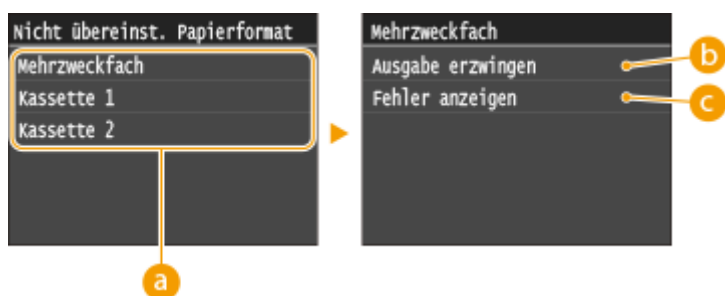 Nicht übereinst. Papierformat
Mehrzweckfach
Kassette 1
Kassette 2
a
Mehrzweckfach
Ausgabe erzwingen
b
Fehler anzeigen
c